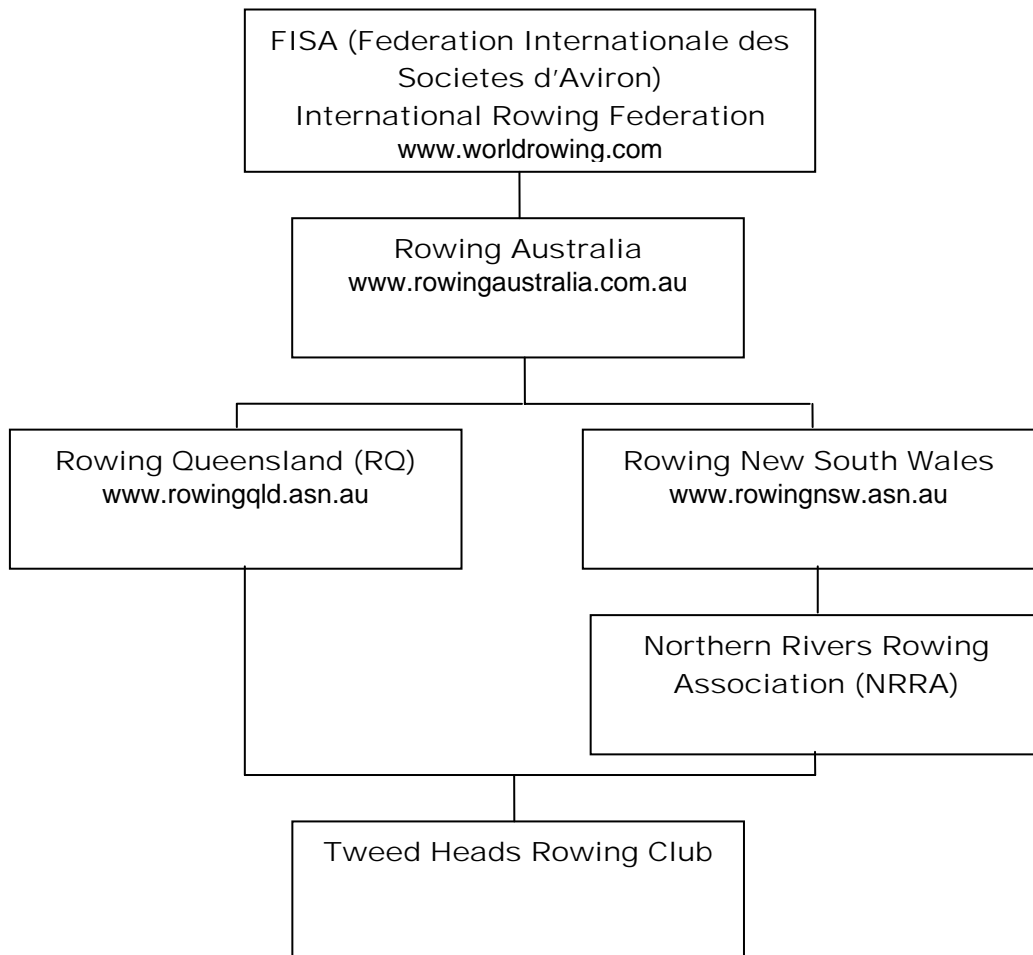 FISA (Federation Internationale des
Societes d'Aviron)
International Rowing Federation
www.worldrowing.com
Rowing Australia
www.rowingaustralia.com.au
Rowing Queensland (RQ)
www.rowingqld.asn.au
Rowing New South Wales
www.rowingnsw.asn.au
Northern Rivers Rowing
Association (NRRA)
Tweed Heads Rowing Club